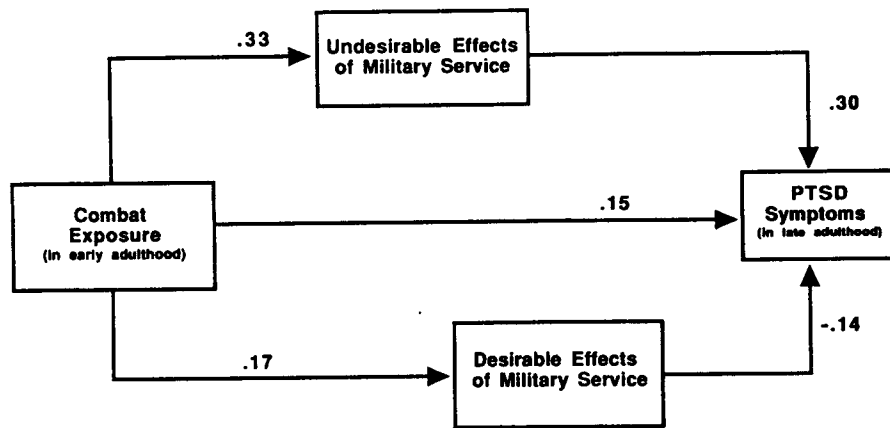 .33
Undesirable Effects
of Military Service
.30
Combat
Exposure
(in early adulthood)
.15
PTSD
Symptoms
(in late adulthood)
.17
Desirable Effects
of Military Service
-.14